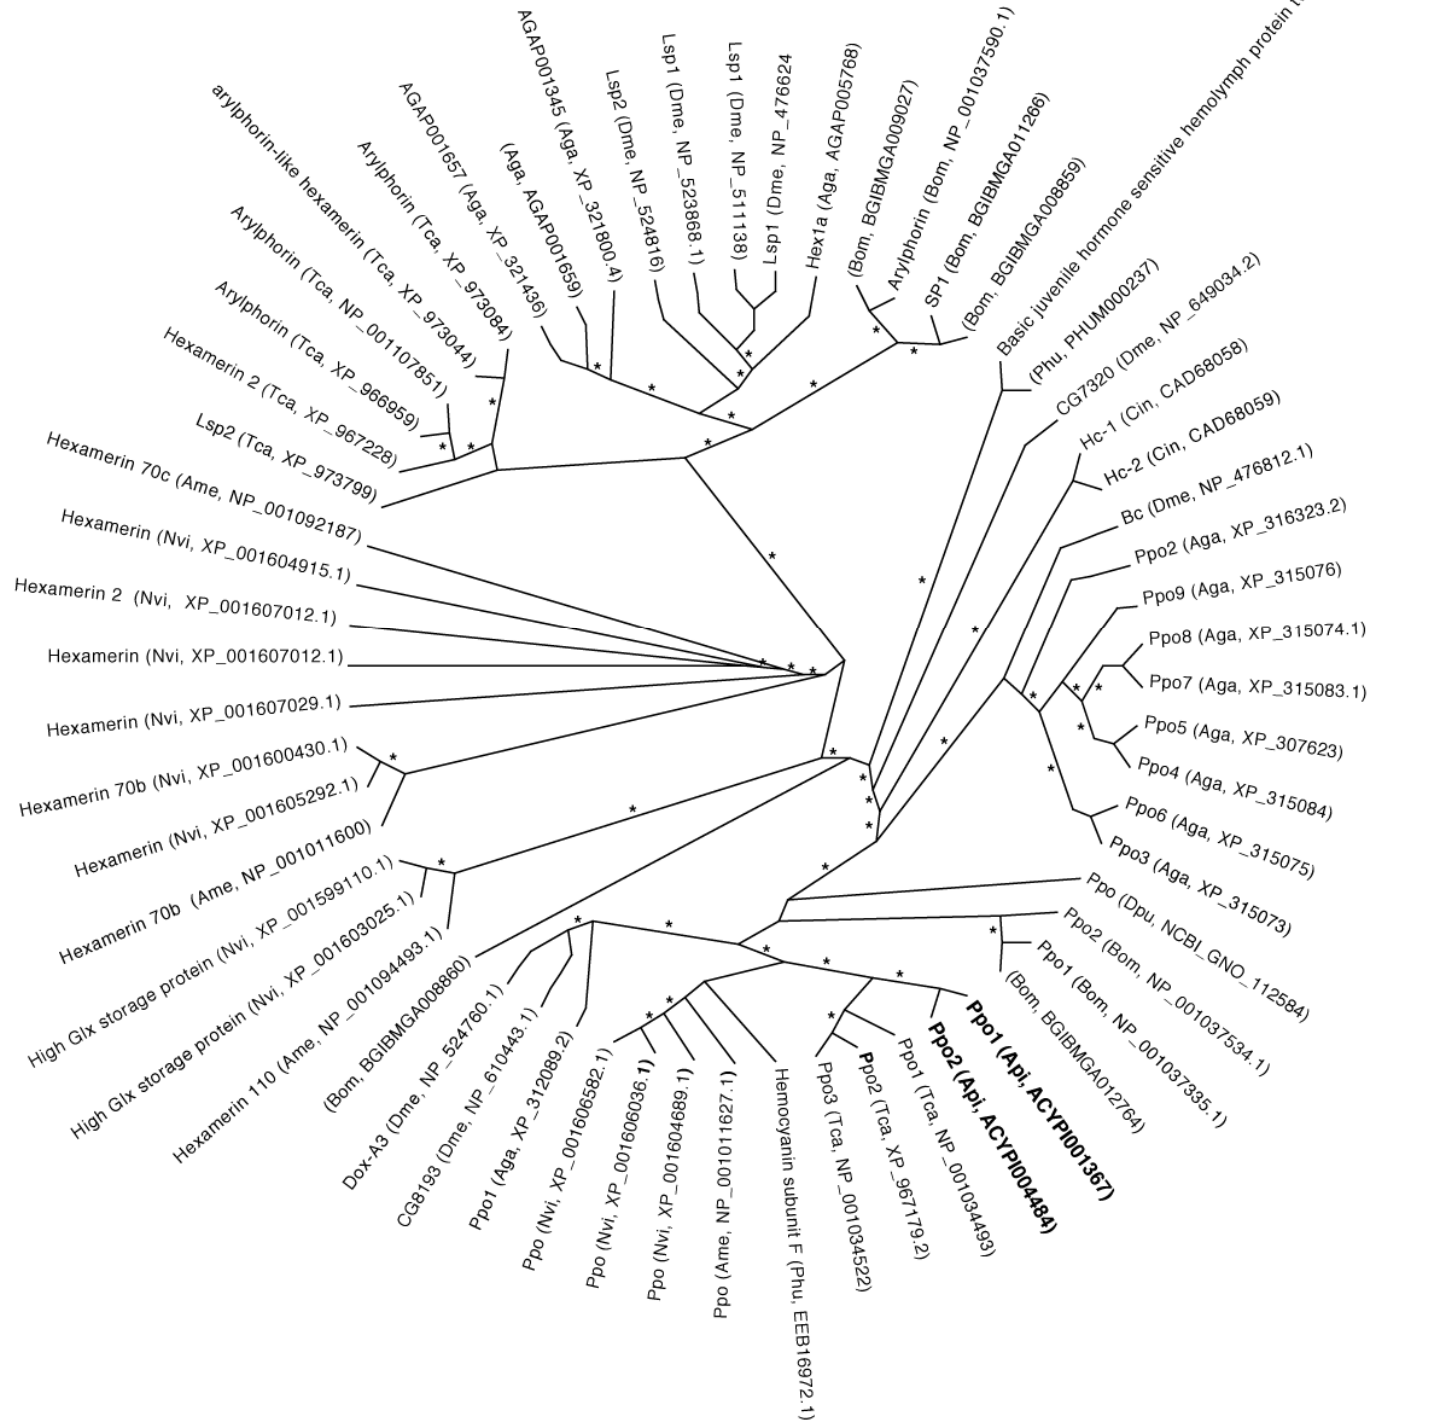 AGAP001345 (Aga, XP_321800.4)
Lsp2 (Dme, NP_524816)
Lsp1 (Dme, NP_523868.1)
Lsp1 (Dme, NP_511138)
Lsp1 (Dme, NP_476624
Hex1a (Aga, AGAP005768)
(Bom, BGIBMGA009027)
Arylphorin (Bom, NP_001037590.1)
SP1 (Bom, BGIBMGA011266)
(Bom, BGIBMGA008859)
Basic juvenile hormone sensitive hemolymph protein
(Phu, PHUM000237)
CG7320 (Dme, NP_649034.2)
Hc-1 (Cin, CAD68058)
Hc-2 (Cin, CAD68059)
Bc (Dme, NP_476812.1)
Ppo2 (Aga, XP_316323.2)
Ppo9 (Aga, XP_315076)
Ppo8 (Aga, XP_315074.1)
Ppo7 (Aga, XP_315083.1)
Ppo5 (Aga, XP_307623)
Ppo4 (Aga, XP_315084)
Ppo6 (Aga, XP_315075)
Ppo3 (Aga, XP_315073)
Ppo (Dpu, NCBI_GNO_112584)
Ppo2 (Bom, NP_001037534.1)
Ppo1 (Bom, NP_001037335.1)
(Bom, BGIBMGA012764)
Ppo1 (Api, ACYPI001367)
Ppo2 (Api, ACYPI004484)
Ppo1 (Tca, NP_001034493)
Ppo2 (Tca, XP_967179.2)
Ppo3 (Tca, NP_001034522)
Hemocyanin subunit F (Phu, EEB16972.1)
Ppo (Ame, NP_001011627.1)
Ppo (Nvi, XP_001604689.1)
Ppo (Nvi, XP_001606036.1)
Ppo (Nvi, XP_001606582.1)
Ppo1 (Aga, XP_312089.2)
CG8193 (Dme, NP_610443.1)
Dox-A3 (Dme, NP_524760.1)
(Bom, BGIBMGA008860)
Hexamerin 110 (Ame, NP_001094493.1)
High Glx storage protein (Nvi, XP_001603025.1)
High Glx storage protein (Nvi, XP_001599110.1)
Hexamerin 70b (Ame, NP_001011600)
Hexamerin (Nvi, XP_001605292.1)
Hexamerin 70b (Nvi, XP_001600430.1)
Hexamerin (Nvi, XP_001607029.1)
Hexamerin (Nvi, XP_001607012.1)
Hexamerin 2 (Nvi, XP_001607012.1)
Hexamerin (Nvi, XP_001604915.1)
Hexamerin 70c (Ame, NP_001092187)
Lsp2 (Tca, XP_973799)
Hexamerin 2 (Tca, XP_967228)
Arylphorin (Tca, XP_966959)
Arylphorin (Tca, NP_001107851)
arylphorin-like hexamerin (Tca, XP_973044)
Arylphorin (Tca, XP_973084)
AGAP001657 (Aga, XP_321436)
(Aga, AGAP001659)